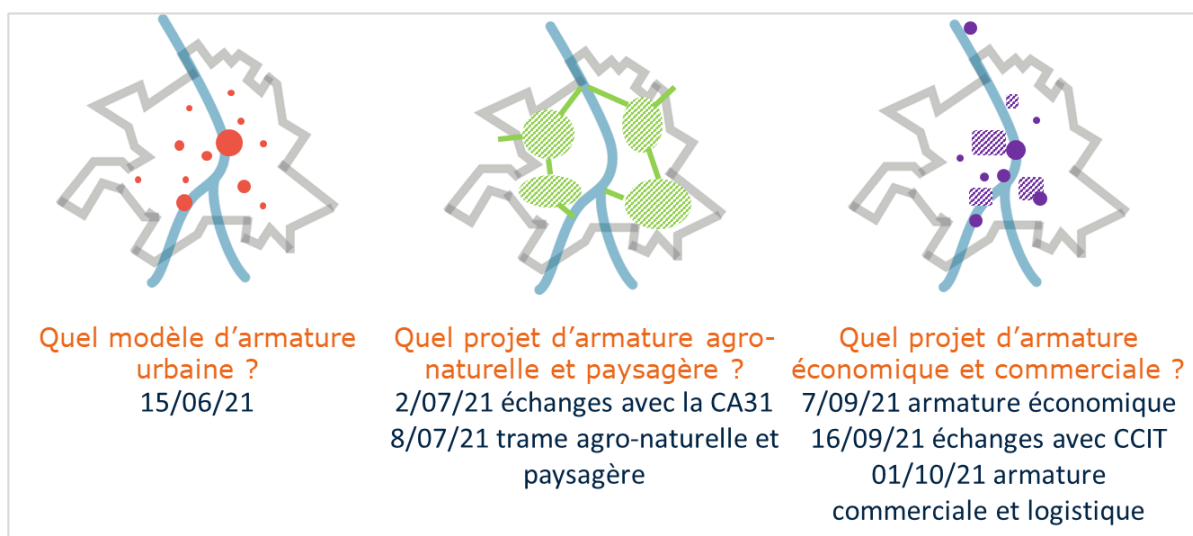 Quel modèle d’armature
urbaine ?
15/06/21
Quel projet d’armature agro-
naturelle et paysagère ?
2/07/21 échanges avec la CA31
8/07/21 trame agro-naturelle et
paysagère
Quel projet d’armature
économique et commerciale ?
7/09/21 armature économique
16/09/21 échanges avec CCIT
01/10/21 armature
commerciale et logistique